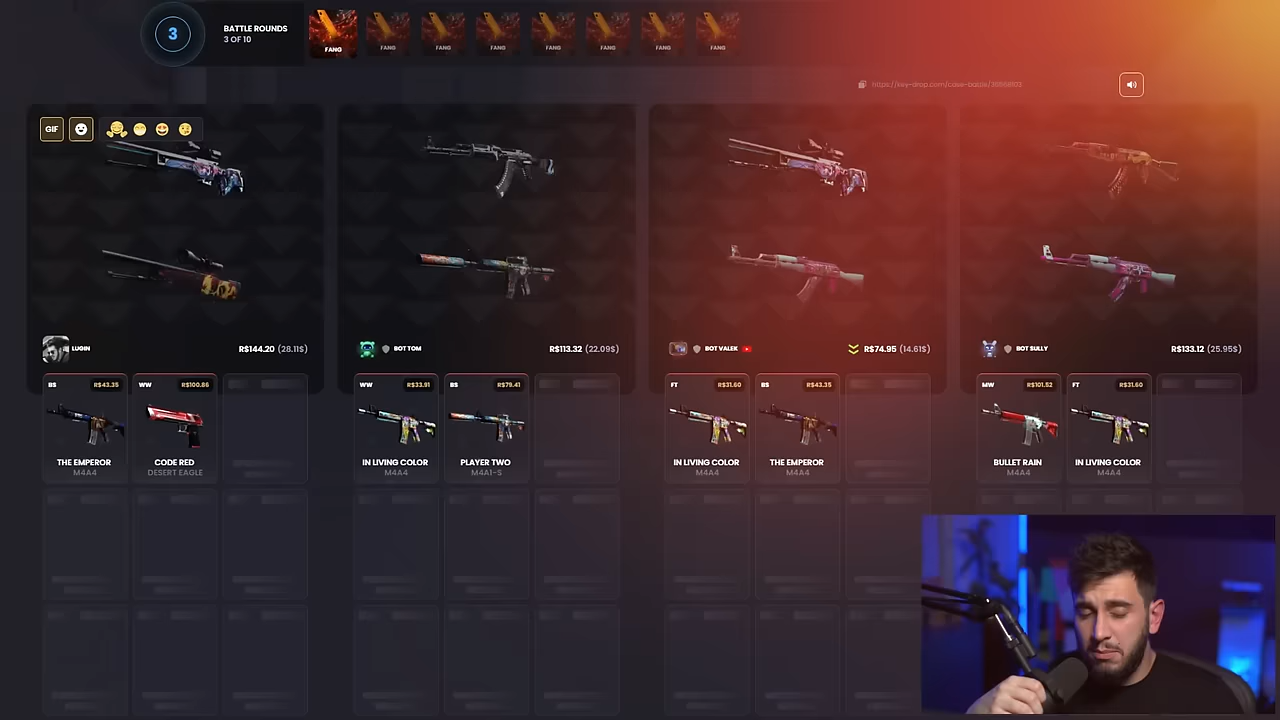 3
BATTLE ROUNDS
3 OF 10
FANG
FANG
FANG
FANG
FANG
FANG
FANG
FANG
GIF
LUGIN
R$144.20 (28.11$)
BOT TOM
R$113.32 (22.09$)
BOT VALEK
R$74.95 (14.61$)
BOT SULLY
R$133.12 (25.95$)
BS
R$43.35
THE EMPEROR
M4A4
WW
R$100.86
CODE RED
DESERT EAGLE
WW
R$33.91
IN LIVING COLOR
M4A4
BS
R$79.41
PLAYER TWO
M4A1-S
FT
R$31.60
IN LIVING COLOR
M4A4
BS
R$43.35
THE EMPEROR
M4A4
MW
R$101.52
BULLET RAIN
M4A4
FT
R$31.60
IN LIVING COLOR
M4A4